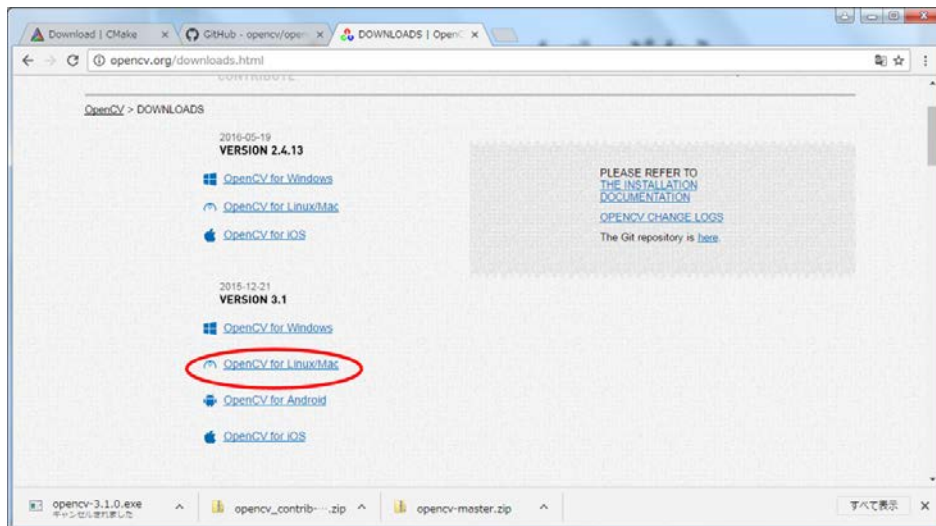 Download | CMake
GitHub - opencv/open
DOWNLOADS | OpenC
opencv.org/downloads.html
CONTRIBUTE
OpenCV > DOWNLOADS
2016-05-19
VERSION 2.4.13
OpenCV for Windows
OpenCV for Linux/Mac
OpenCV for iOS
PLEASE REFER TO
THE INSTALLATION
DOCUMENTATION
OPENCV CHANGE LOGS
The Git repository is here.
2015-12-21
VERSION 3.1
OpenCV for Windows
OpenCV for Linux/Mac
OpenCV for Android
OpenCV for iOS
opencv-3.1.0.exe
キャンセルされました
opencv_contrib-....zip
opencv-master.zip
すべて表示